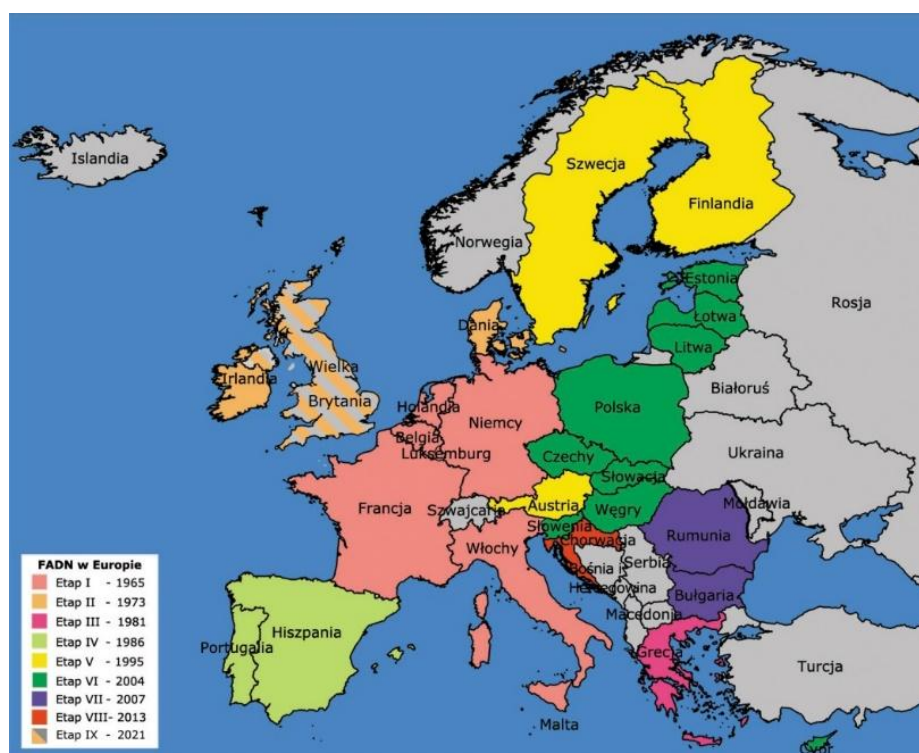 Islandia
Szwecja
Finlandia
Norwegia
Estonia
Rosja
Łotwa
Dania
Litwa
Irlandia
Wielka
Brytania
Białoruś
Holandia
Niemcy
Polska
Belgia
Luksemburg
Ukraina
Czechy
Słowacja
Francja
Szwajcaria
Austria
Węgry
Mołdawia
Słowenia
Chorwacja
Rumunia
Włochy
Bośnia i
Hercegowina
Serbia
Bułgaria
Macedonia
Portugalia
Hiszpania
Grecja
Turcja
Malta
Cypr
FADN w Europie
Etap I - 1965
Etap II - 1973
Etap III - 1981
Etap IV - 1986
Etap V - 1995
Etap VI - 2004
Etap VII - 2007
Etap VIII- 2013
Etap IX - 2021